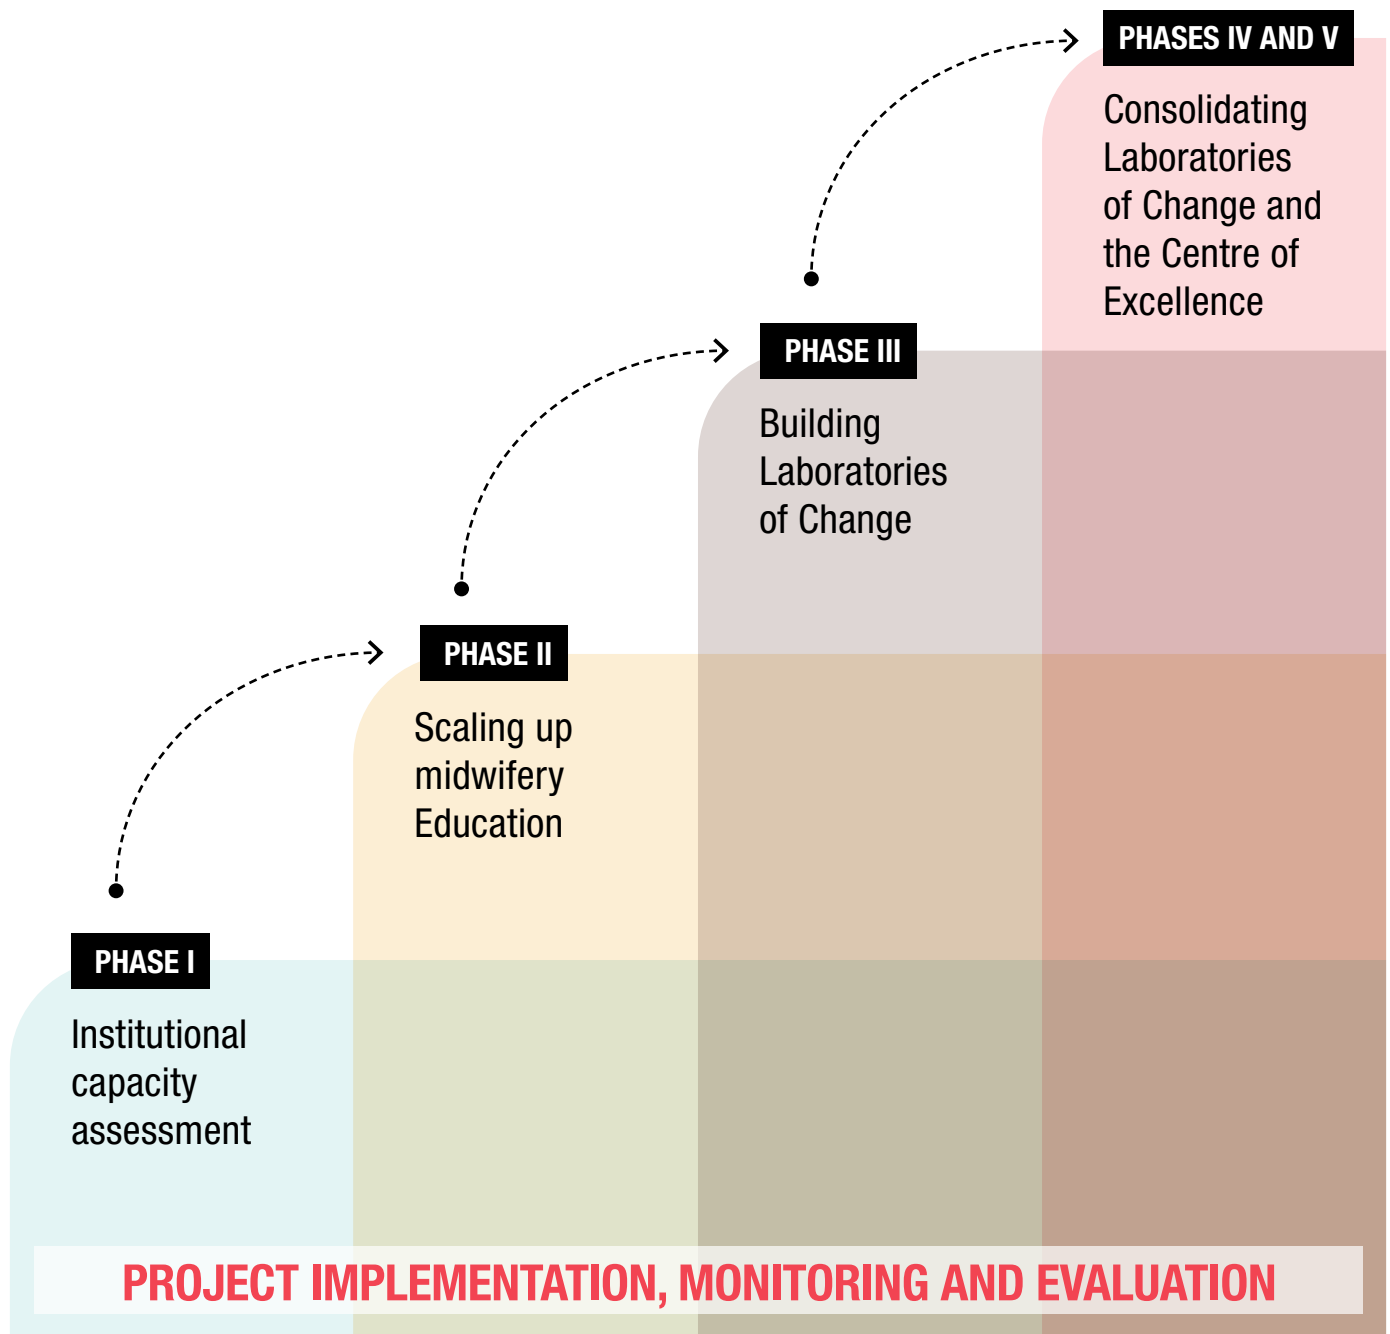 PHASES IV AND V
Consolidating
Laboratories
of Change and
the Centre of
Excellence
PHASE III
Building
Laboratories
of Change
PHASE II
Scaling up
midwifery
Education
PHASE I
Institutional
capacity
assessment
PROJECT IMPLEMENTATION, MONITORING AND EVALUATION